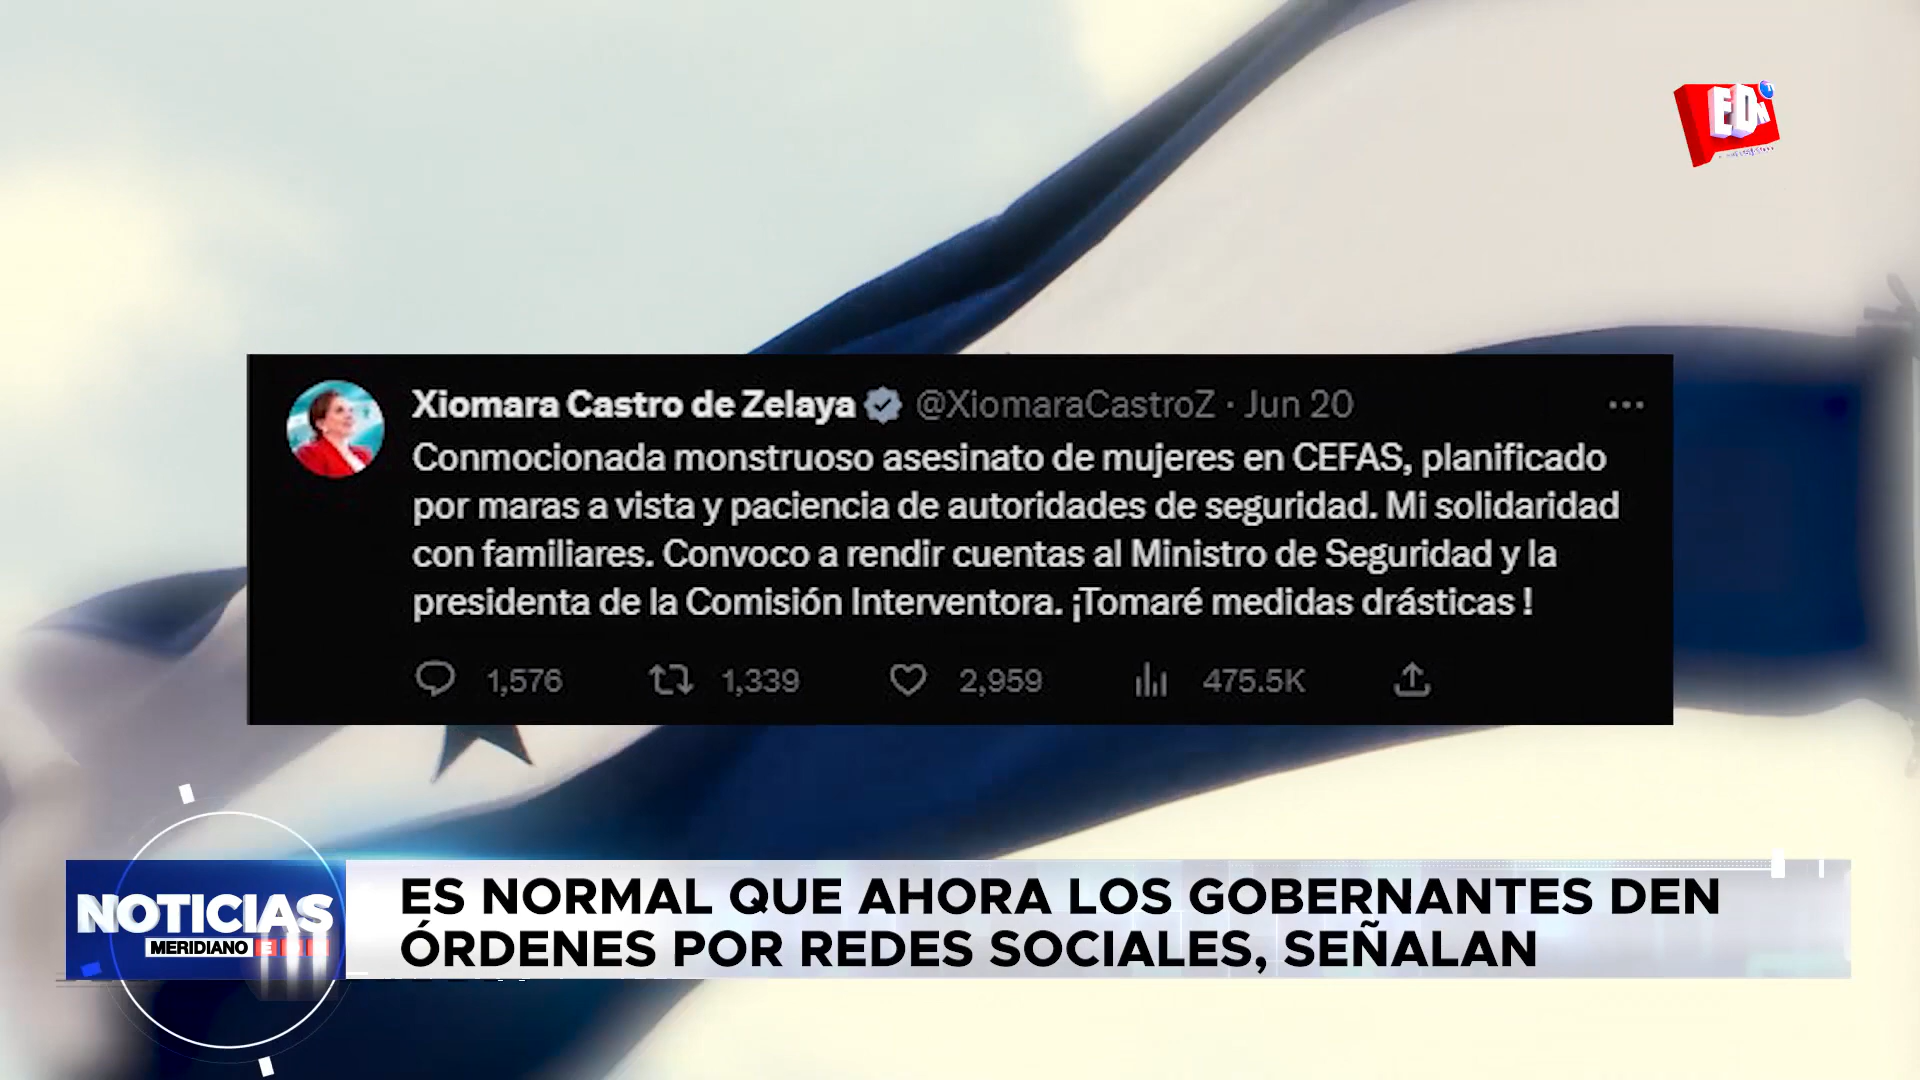 EDN
Xiomara Castro de Zelaya @XiomaraCastroZ · Jun 20
Conmocionada monstruoso asesinato de mujeres en CEFAS, planificado
por maras a vista y paciencia de autoridades de seguridad. Mi solidaridad
con familiares. Convoco a rendir cuentas al Ministro de Seguridad y la
presidenta de la Comisión Interventora. ¡Tomaré medidas drásticas !
1,576 1,339 2,959 475.5K
NOTICIAS
MERIDIANO
ES NORMAL QUE AHORA LOS GOBERNANTES DEN
ÓRDENES POR REDES SOCIALES, SEÑALAN